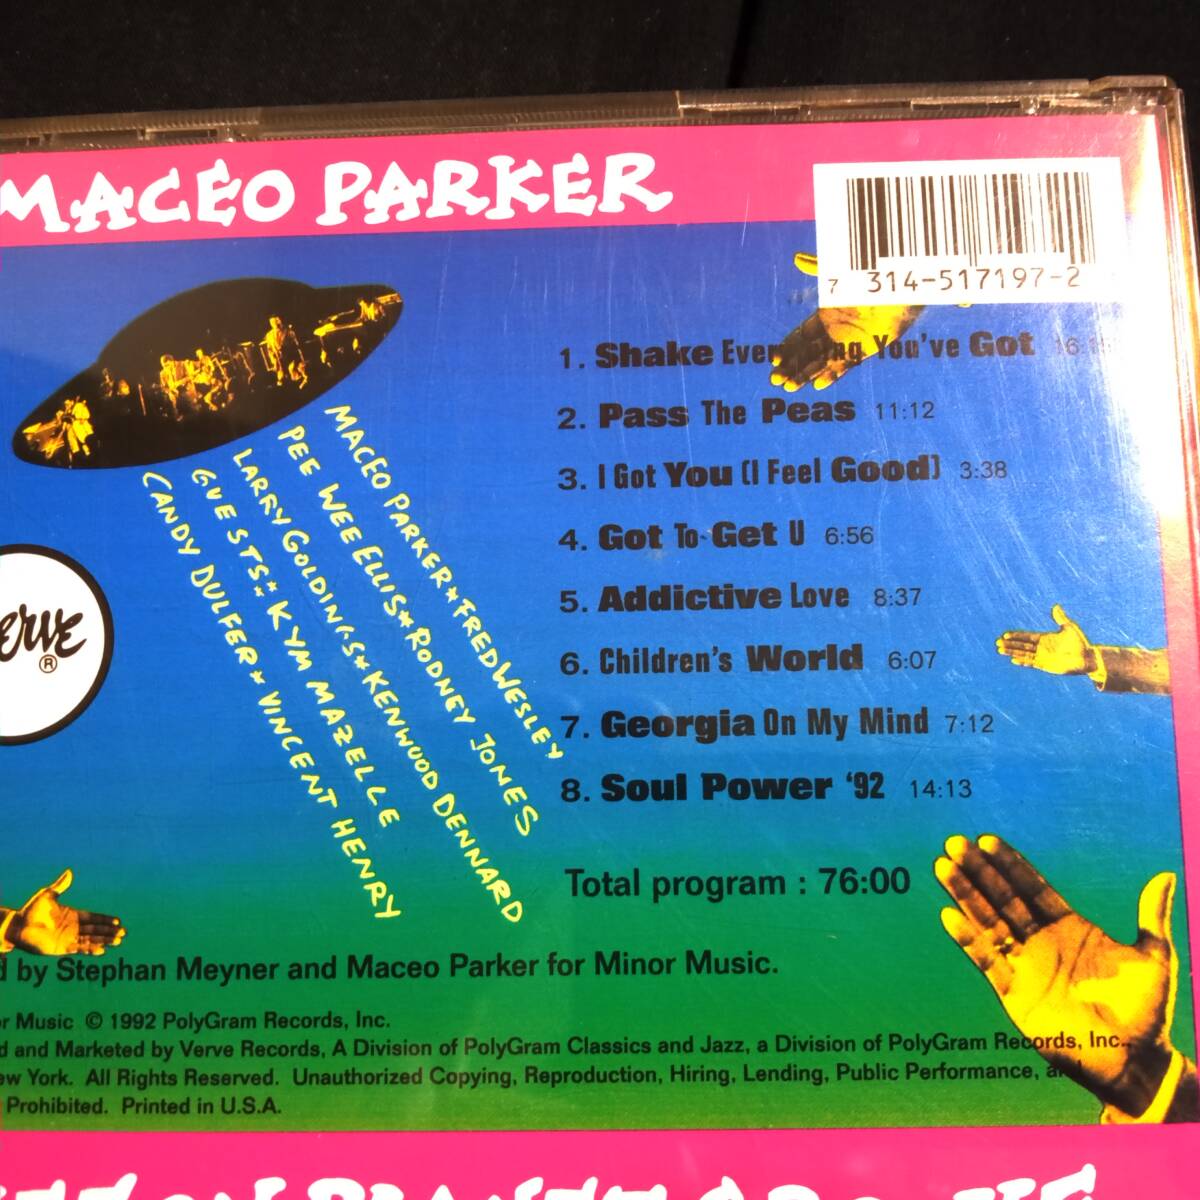 MACEO PARKER
7 314-517197-2
1. Shake You've Got
2. Pass The Peas 11:12
3. I Got You (I Feel Good) 3:38
4. Got To Get U 6:56
5. Addictive Love 8:37
6. Children's World 6:07
7. Georgia On My Mind 7:12
8. Soul Power '92 14:13
Total program : 76:00
MACEO PARKER*FRED WESLEY
PEE WEE ELLIS*RODNEY JONES
LARRY GOLDINGS*KENWOOD DENNARD
GUESTS:*KYM MAZELLE
CANDY DULFER*VINCENT HENRY
erve ®
d by Stephan Meyner and Maceo Parker for Minor Music.
or Music © 1992 PolyGram Records, Inc.
d and Marketed by Verve Records, A Division of PolyGram Classics and Jazz, a Division of PolyGram Records, Inc.,
ew York. All Rights Reserved. Unauthorized Copying, Reproduction, Hiring, Lending, Public Performance,
Prohibited. Printed in U.S.A.